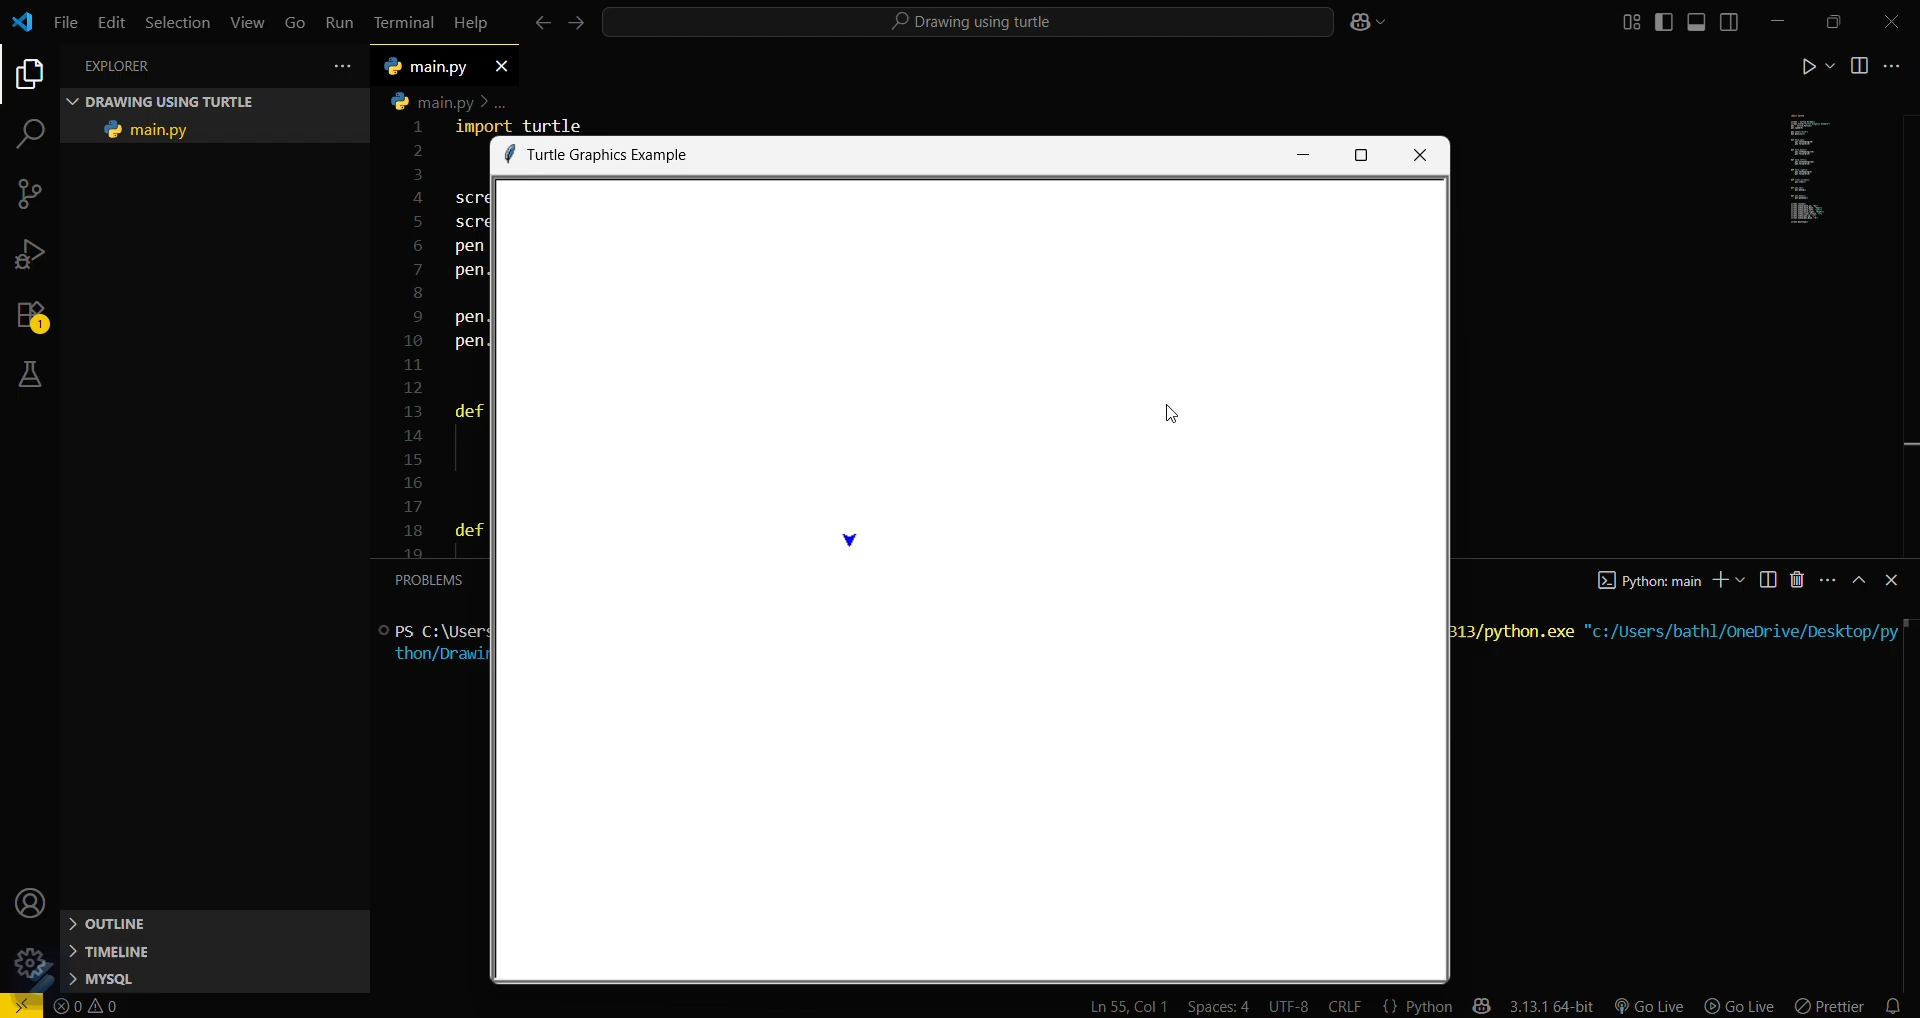 File Edit Selection View Go Run Terminal Help
Drawing using turtle
EXPLORER
main.py
DRAWING USING TURTLE
main.py > ...
main.py
1 import turtle
Turtle Graphics Example
2
3
4 scre
5 scre
6 pen
7 pen.
8
9 pen.
10 pen.
11
12
13 def
14
15
16
17
18 def
19
1
PROBLEMS
Python: main
PS C:\Users
313/python.exe "c:/Users/bathl/OneDrive/Desktop/py
thon/Drawin
OUTLINE
TIMELINE
MYSQL
0 0
Ln 55, Col 1 Spaces: 4 UTF-8 CRLF {} Python 3.13.1 64-bit Go Live Go Live Prettier